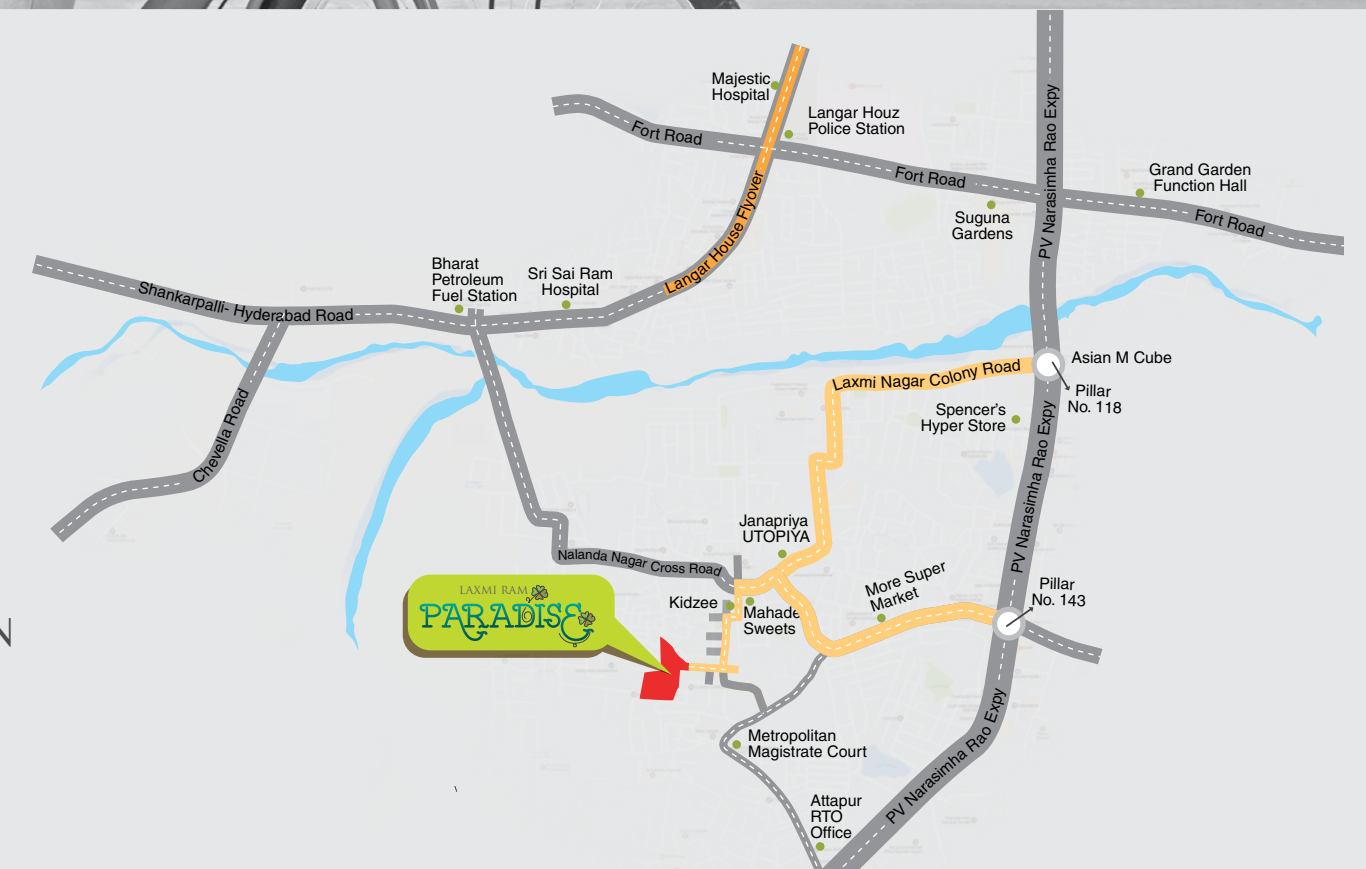 Majestic
Hospital
Langar Houz
Police Station
Fort Road
Fort Road
Grand Garden
Function Hall
Fort Road
Suguna
Gardens
PV Narasimha Rao Expy
Langar House Flyover
Bharat
Petroleum
Fuel Station
Sri Sai Ram
Hospital
Shankarpalli- Hyderabad Road
Chevella Road
Laxmi Nagar Colony Road
Asian M Cube
Pillar
No. 118
Spencer's
Hyper Store
PV Narasimha Rao Expy
Janapriya
UTOPIYA
Nalanda Nagar Cross Road
More Super
Market
Pillar
No. 143
LAXMI RAM
PARADISE
Kidzee
Mahade
Sweets
N
Metropolitan
Magistrate Court
PV Narasimha Rao Expy
Attapur
RTO
Office